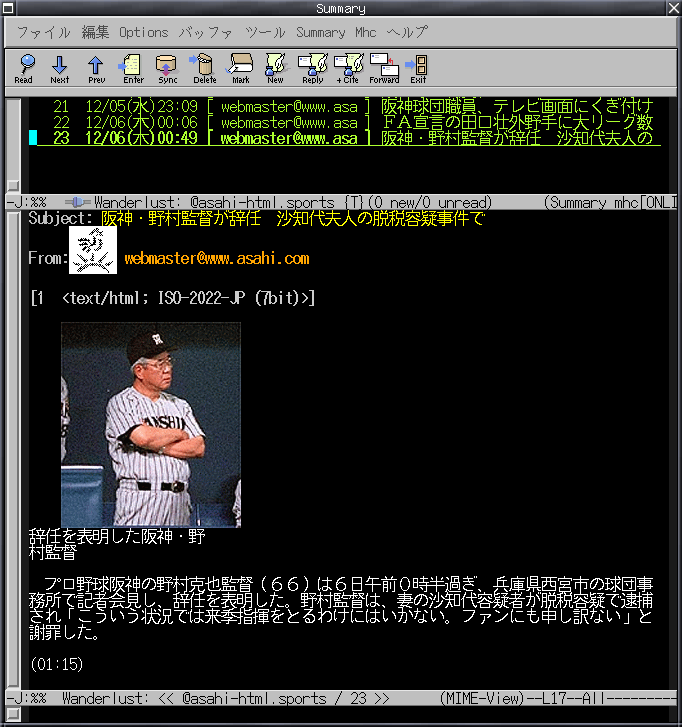 Summary
ファイル 編集 Options バッファ ツール Summary Mhc ヘルプ
Read Next Prev Enter Sync Delete Mark New Reply + Cite Forward Exit
21 12/05(水)23:09 [ webmaster@www.asa ] 阪神球団職員、テレビ画面にくぎ付け
22 12/06(木)00:06 [ webmaster@www.asa ] ＦＡ宣言の田口壮外野手に大リーグ数
23 12/06(木)00:49 [ webmaster@www.asa ] 阪神・野村監督が辞任　沙知代夫人の
-J:%% Wanderlust: @asahi-html.sports {T}(0 new/0 unread) (Summary mhc[ONLI
Subject: 阪神・野村監督が辞任　沙知代夫人の脱税容疑事件で
From: webmaster@www.asahi.com
[1 <text/html; ISO-2022-JP (7bit)>]
辞任を表明した阪神・野
村監督
　プロ野球阪神の野村克也監督（６６）は６日午前０時半過ぎ、兵庫県西宮市の球団事
務所で記者会見し、辞任を表明した。野村監督は、妻の沙知代容疑者が脱税容疑で逮捕
され「こういう状況では来季指揮をとるわけにはいかない。ファンにも申し訳ない」と
謝罪した。
(01:15)
-J:%% Wanderlust: << @asahi-html.sports / 23 >> (MIME-View)--L17--All---------